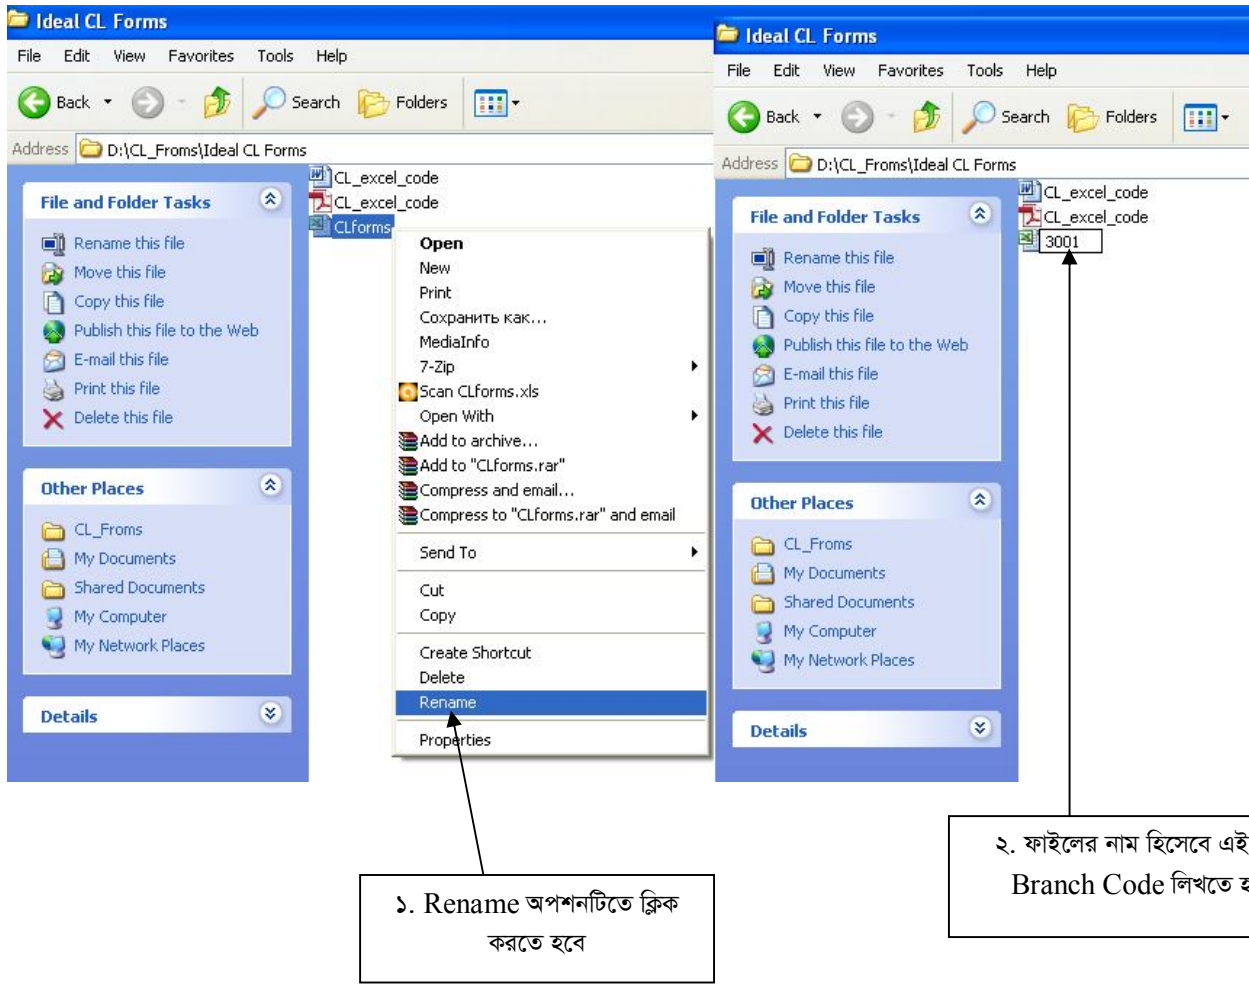 Ideal CL Forms
File Edit View Favorites Tools Help
Back Search Folders
Address D:\CL_Froms\Ideal CL Forms
File and Folder Tasks
Rename this file
Move this file
Copy this file
Publish this file to the Web
E-mail this file
Print this file
Delete this file
Other Places
CL_Froms
My Documents
Shared Documents
My Computer
My Network Places
Details
CL_excel_code
CL_excel_code
CLforms
Open
New
Print
Сохранить как...
MediaInfo
7-Zip
Scan CLforms.xls
Open With
Add to archive...
Add to "CLforms.rar"
Compress and email...
Compress to "CLforms.rar" and email
Send To
Cut
Copy
Create Shortcut
Delete
Rename
Properties
১. Rename অপশনটিতে ক্লিক
করতে হবে
Ideal CL Forms
File Edit View Favorites Tools Help
Back Search Folders
Address D:\CL_Froms\Ideal CL Forms
File and Folder Tasks
Rename this file
Move this file
Copy this file
Publish this file to the Web
E-mail this file
Print this file
Delete this file
Other Places
CL_Froms
My Documents
Shared Documents
My Computer
My Network Places
Details
CL_excel_code
CL_excel_code
3001
২. ফাইলের নাম হিসেবে এই
Branch Code লিখতে